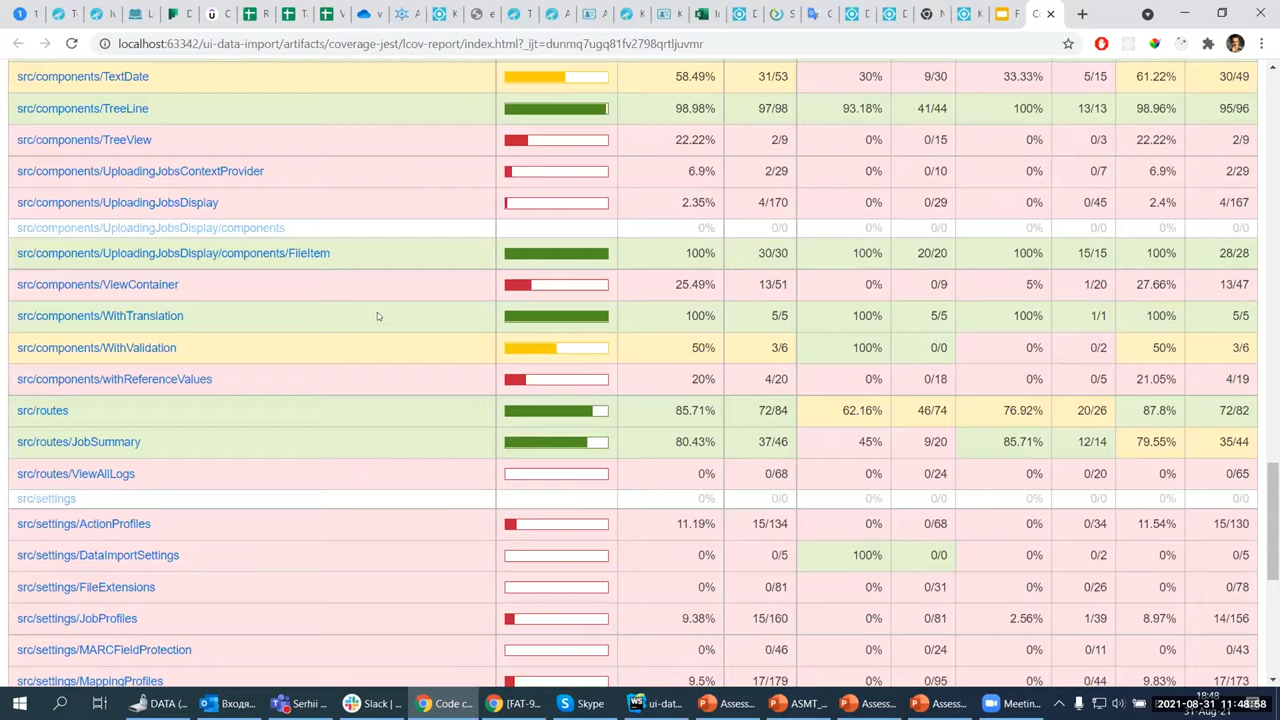 localhost:63342/ui-data-import/artifacts/coverage-jest/lcov-report/index.html?_ijt=dunmq7ugq81fv2798qrtljuvmr
src/components/TextDate 58.49% 31/53 30% 9/30 33.33% 5/15 61.22% 30/49
src/components/TreeLine 98.98% 97/98 93.18% 41/44 100% 13/13 98.96% 95/96
src/components/TreeView 22.22% 2/9 0% 0/15 0% 0/3 22.22% 2/9
src/components/UploadingJobsContextProvider 6.9% 2/29 0% 0/10 0% 0/7 6.9% 2/29
src/components/UploadingJobsDisplay 2.35% 4/170 0% 0/29 0% 0/45 2.4% 4/167
src/components/UploadingJobsDisplay/components 0% 0/0 0% 0/0 0% 0/0 0% 0/0
src/components/UploadingJobsDisplay/components/FileItem 100% 30/30 100% 20/20 100% 15/15 100% 28/28
src/components/ViewContainer 25.49% 13/51 0% 0/9 5% 1/20 27.66% 13/47
src/components/WithTranslation 100% 5/5 100% 5/5 100% 1/1 100% 5/5
src/components/WithValidation 50% 3/6 100% 0/0 0% 0/2 50% 3/6
src/components/withReferenceValues 20% 4/20 0% 0/18 0% 0/5 21.05% 4/19
src/routes 85.71% 72/84 62.16% 46/74 76.92% 20/26 87.8% 72/82
src/routes/JobSummary 80.43% 37/46 45% 9/20 85.71% 12/14 79.55% 35/44
src/routes/ViewAllLogs 0% 0/68 0% 0/24 0% 0/20 0% 0/65
src/settings 0% 0/0 0% 0/0 0% 0/0 0% 0/0
src/settings/ActionProfiles 11.19% 15/134 0% 0/68 0% 0/34 11.54% 15/130
src/settings/DataImportSettings 0% 0/5 100% 0/0 0% 0/2 0% 0/5
src/settings/FileExtensions 0% 0/81 0% 0/31 0% 0/26 0% 0/78
src/settings/JobProfiles 9.38% 15/160 0% 0/81 2.56% 1/39 8.97% 14/156
src/settings/MARCFieldProtection 0% 0/46 0% 0/24 0% 0/11 0% 0/43
src/settings/MappingProfiles 9.5% 17/179 0% 0/95 0% 0/44 9.83% 17/173
DATA ( Входя... Serhii ... Slack | ... Code c... [FAT-9... Skype ui-dat... Assess... ASMT_... Assess... Assess... Meetin... 18:48
2021-08-31 11:48:58